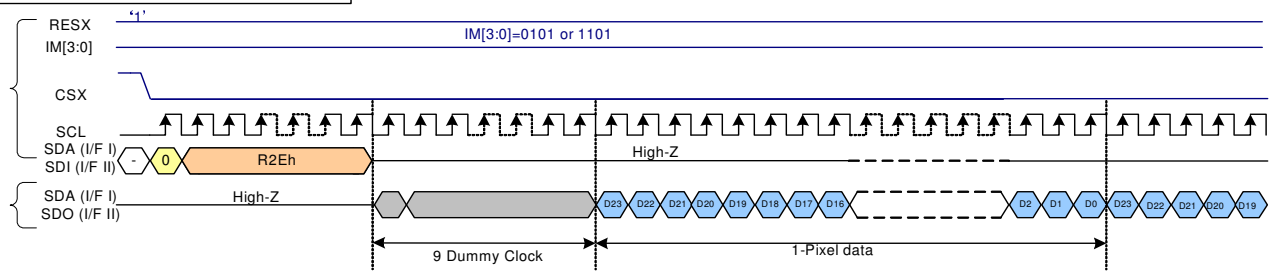 '1'
RESX
IM[3:0]=0101 or 1101
IM[3:0]
CSX
SCL
SDA (I/F I)
SDI (I/F II)
- 0 R2Eh
High-Z
SDA (I/F I)
SDO (I/F II)
High-Z
D23 D22 D21 D20 D19 D18 D17 D16 D2 D1 D0 D23 D22 D21 D20 D19
9 Dummy Clock
1-Pixel data